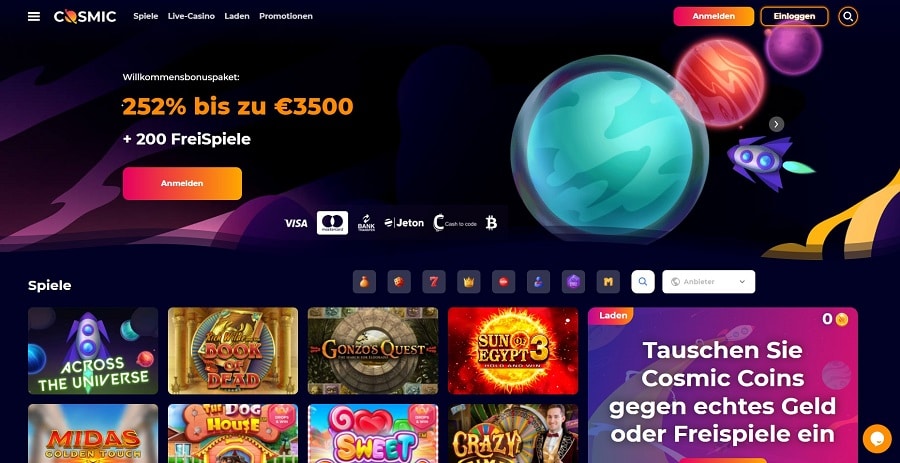 COSMIC
Spiele Live-Casino Laden Promotionen
Anmelden Einloggen
Willkommensbonuspaket:
252% bis zu €3500
+ 200 FreiSpiele
Anmelden
VISA mastercard BANK TRANSFER Jeton Cash to code
Spiele
7
Anbieter
ACROSS
THE UNIVERSE
BOOK
OF
DEAD
GONZO'S QUEST
SUN OF
EGYPT 3
HOLD AND WIN
Laden
0
Tauschen Sie
Cosmic Coins
gegen echtes Geld
oder Freispiele ein
MIDAS
GOLDEN TOUCH
THE DOG
HOUSE
SWEET
CRAZY